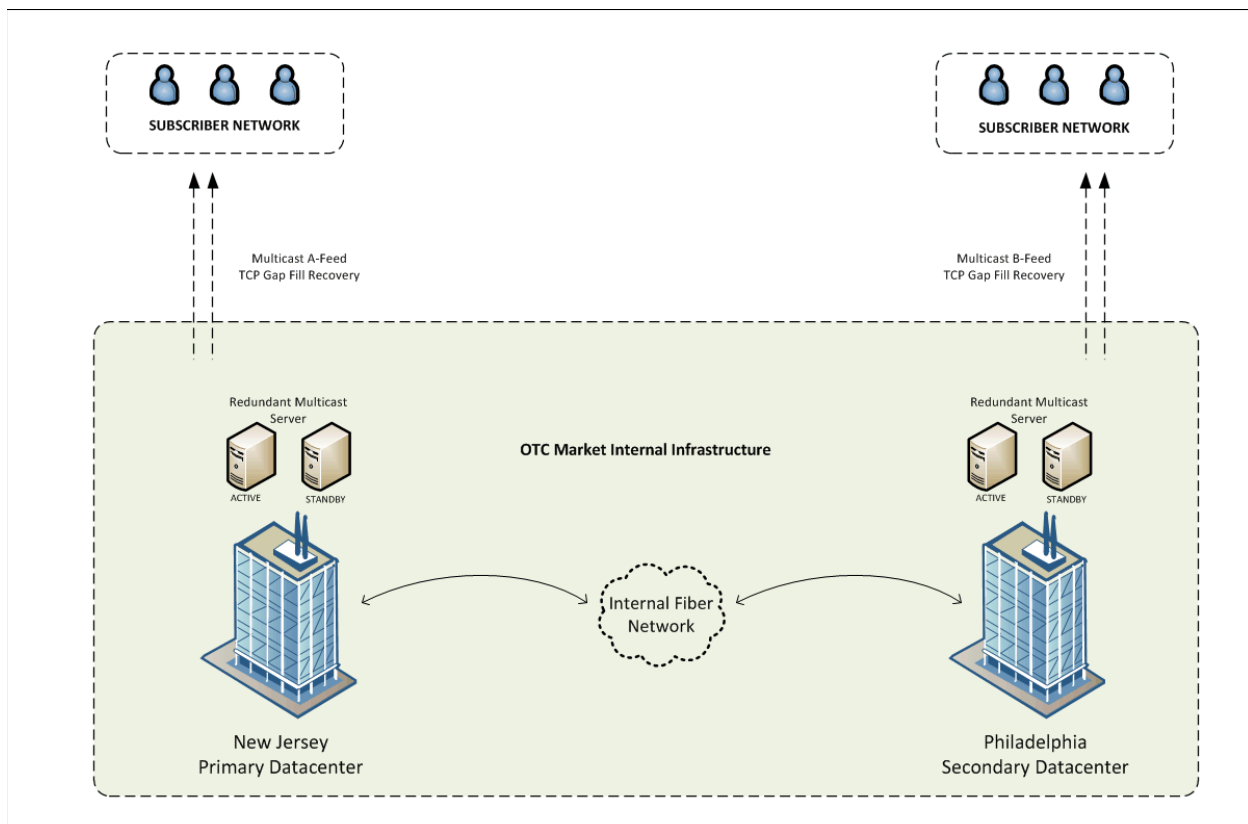 SUBSCRIBER NETWORK
SUBSCRIBER NETWORK
Multicast A-Feed
TCP Gap Fill Recovery
Multicast B-Feed
TCP Gap Fill Recovery
Redundant Multicast
Server
ACTIVE
STANDBY
OTC Market Internal Infrastructure
Redundant Multicast
Server
ACTIVE
STANDBY
Internal Fiber
Network
New Jersey
Primary Datacenter
Philadelphia
Secondary Datacenter